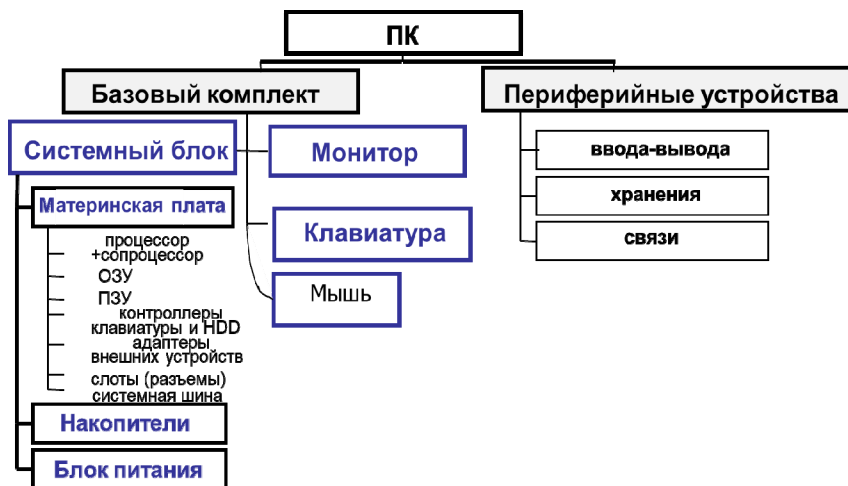 ПК
Базовый комплект
Периферийные устройства
Системный блок
Монитор
ввода-вывода
Материнская плата
хранения
Клавиатура
связи
процессор
+сопроцессор
ОЗУ
ПЗУ
Мышь
контроллеры
клавиатуры и HDD
адаптеры
внешних устройств
слоты (разъемы)
системная шина
Накопители
Блок питания